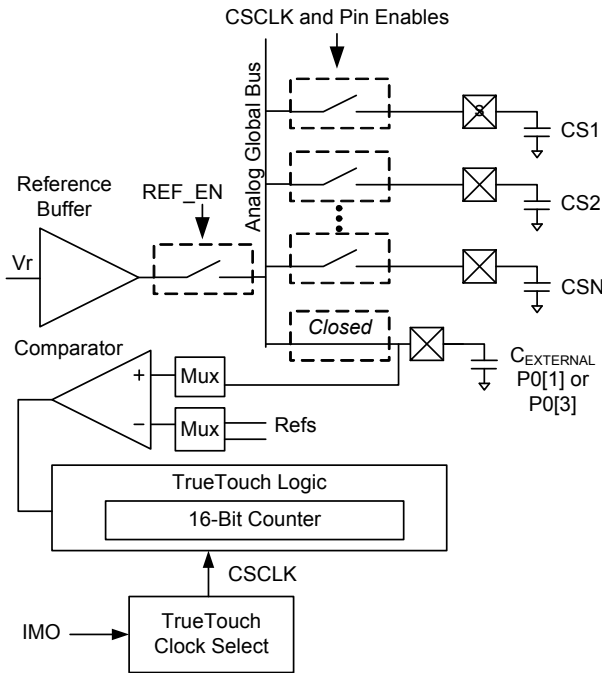 CSCLK and Pin Enables
Analog Global Bus
S
CS1
Reference
Buffer
REF_EN
CS2
Vr
CSN
Closed
Comparator
+
Mux
CEXTERNAL
P0[1] or
P0[3]
–
Mux
Refs
TrueTouch Logic
16-Bit Counter
CSCLK
IMO
TrueTouch
Clock Select